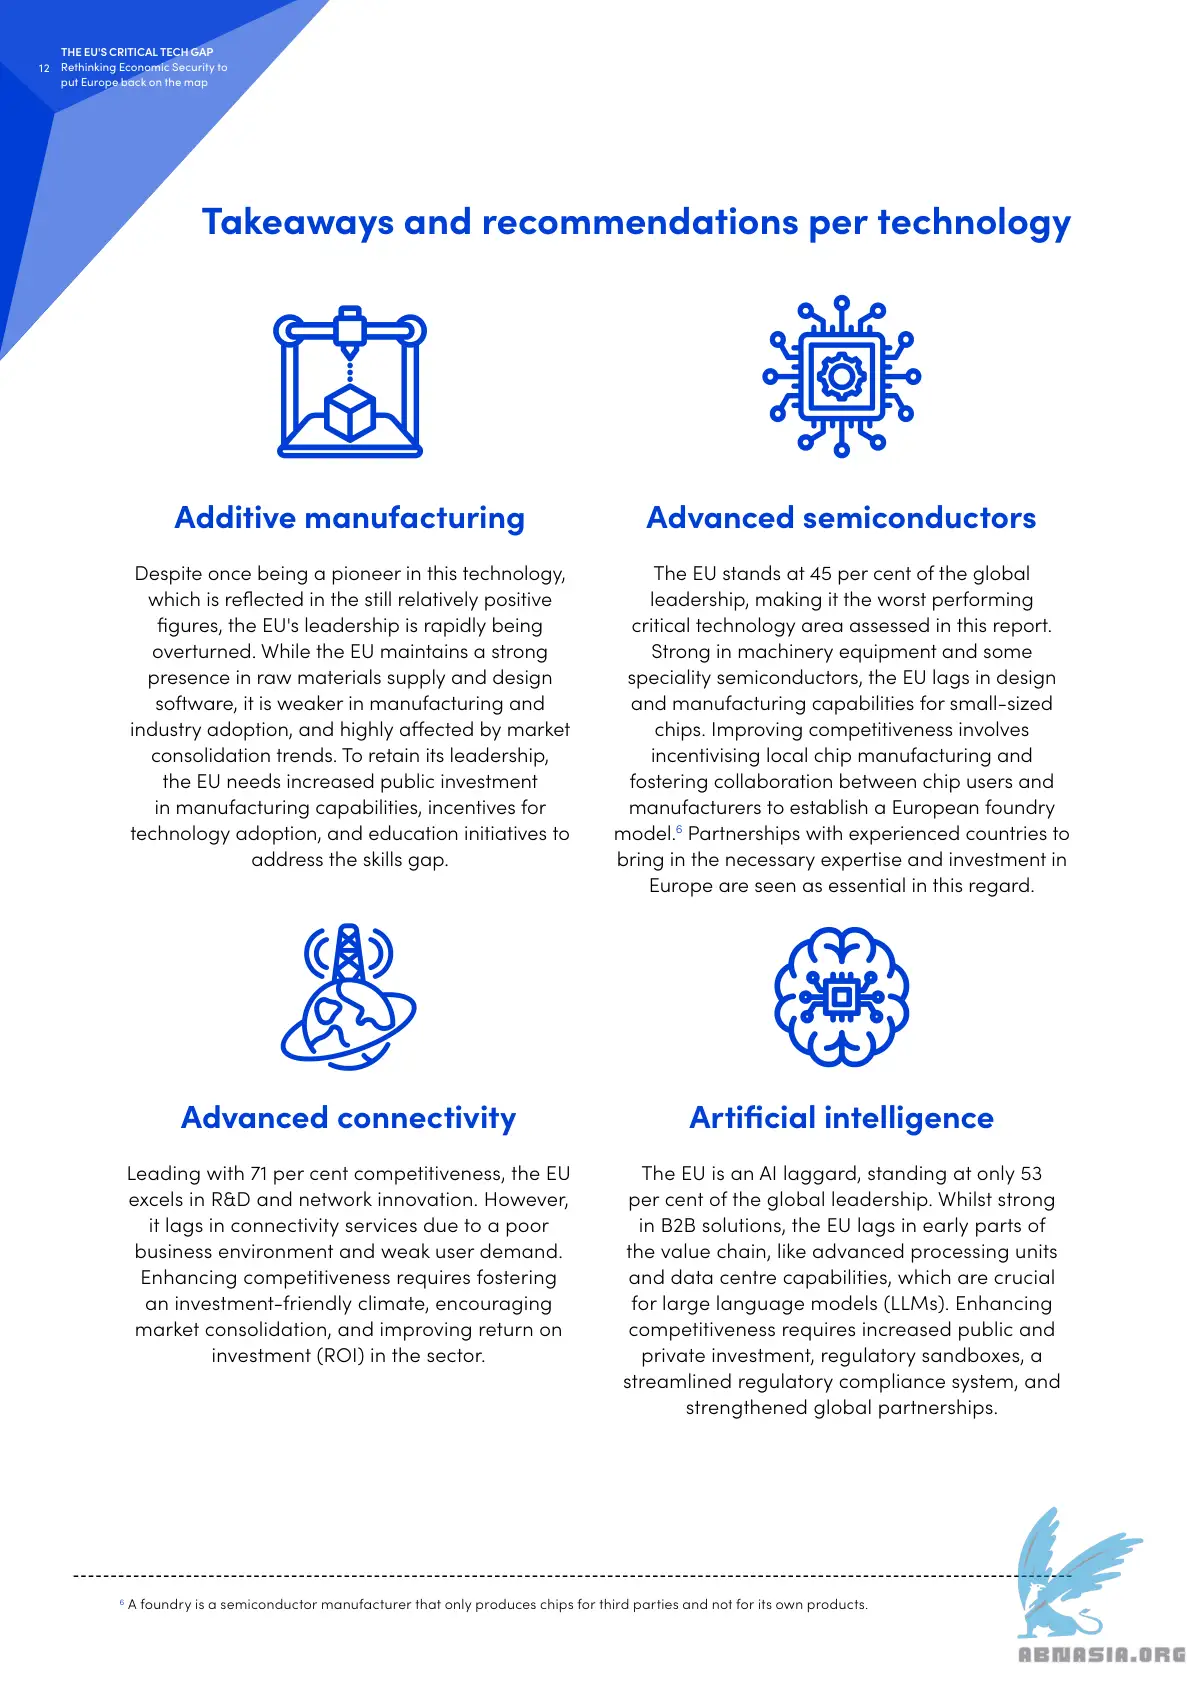 THE EU'S CRITICAL TECH GAP
12 Rethinking Economic Security to
put Europe back on the map
Takeaways and recommendations per technology
Additive manufacturing
Despite once being a pioneer in this technology,
which is reflected in the still relatively positive
figures, the EU's leadership is rapidly being
overturned. While the EU maintains a strong
presence in raw materials supply and design
software, it is weaker in manufacturing and
industry adoption, and highly affected by market
consolidation trends. To retain its leadership,
the EU needs increased public investment
in manufacturing capabilities, incentives for
technology adoption, and education initiatives to
address the skills gap.
Advanced semiconductors
The EU stands at 45 per cent of the global
leadership, making it the worst performing
critical technology area assessed in this report.
Strong in machinery equipment and some
speciality semiconductors, the EU lags in design
and manufacturing capabilities for small-sized
chips. Improving competitiveness involves
incentivising local chip manufacturing and
fostering collaboration between chip users and
manufacturers to establish a European foundry
model.⁶ Partnerships with experienced countries to
bring in the necessary expertise and investment in
Europe are seen as essential in this regard.
Advanced connectivity
Leading with 71 per cent competitiveness, the EU
excels in R&D and network innovation. However,
it lags in connectivity services due to a poor
business environment and weak user demand.
Enhancing competitiveness requires fostering
an investment-friendly climate, encouraging
market consolidation, and improving return on
investment (ROI) in the sector.
Artificial intelligence
The EU is an AI laggard, standing at only 53
per cent of the global leadership. Whilst strong
in B2B solutions, the EU lags in early parts of
the value chain, like advanced processing units
and data centre capabilities, which are crucial
for large language models (LLMs). Enhancing
competitiveness requires increased public and
private investment, regulatory sandboxes, a
streamlined regulatory compliance system, and
strengthened global partnerships.
⁶ A foundry is a semiconductor manufacturer that only produces chips for third parties and not for its own products.
ABNASIA.ORG